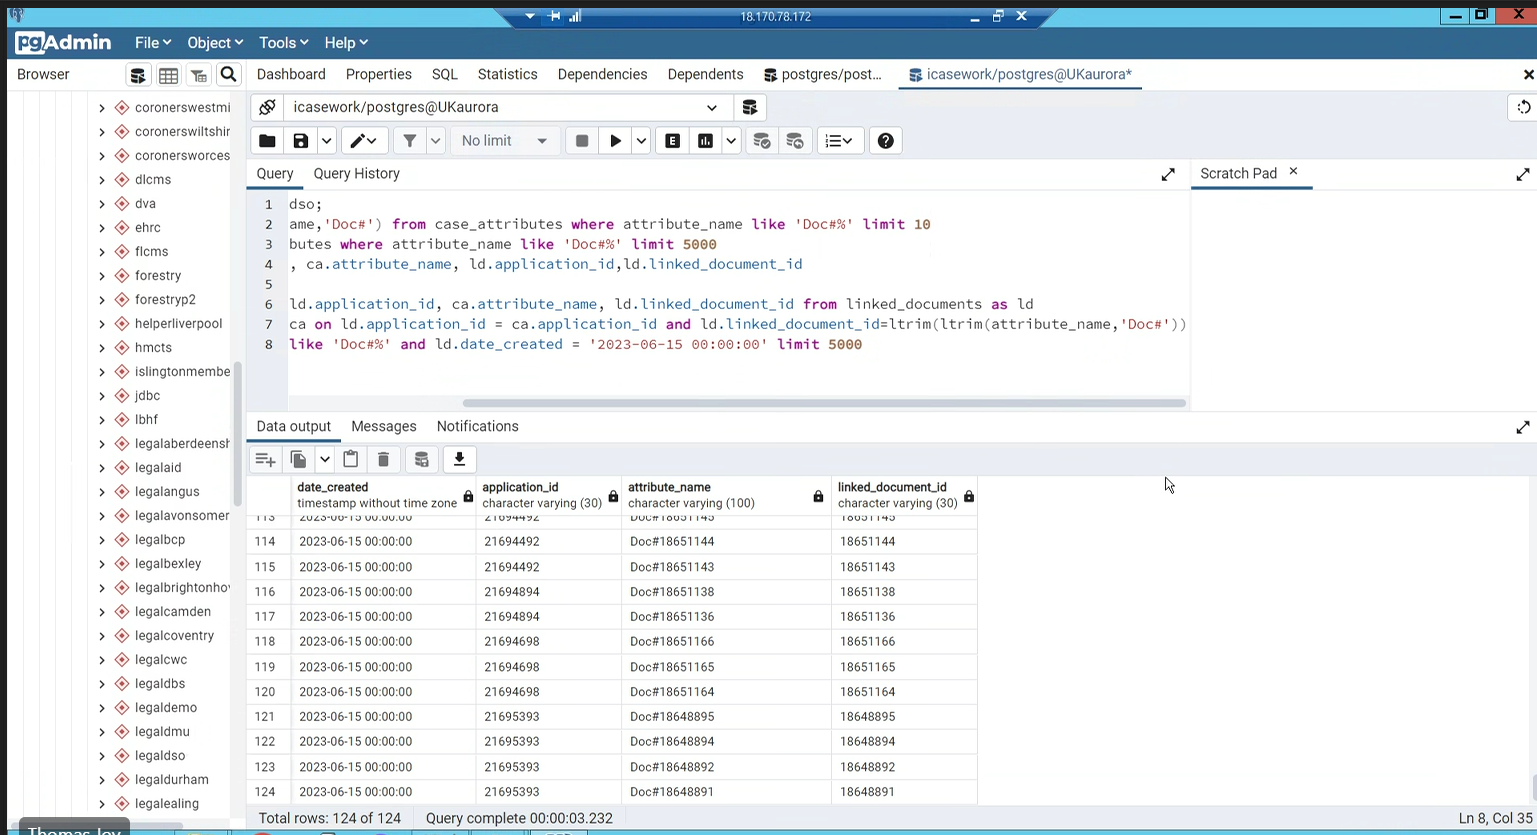 18.170.78.172
pgAdmin File Object Tools Help
Browser Dashboard Properties SQL Statistics Dependencies Dependents postgres/post... icasework/postgres@UKaurora*
icasework/postgres@UKaurora
No limit
Query Query History
Scratch Pad
coronerswestmi
coronerswiltshir
coronersworces
dlcms
dva
ehrc
flcms
forestry
forestryp2
helperliverpool
hmcts
islingtonmembe
jdbc
lbhf
legalaberdeensh
legalaid
legalangus
legalavonsomer
legalbcp
legalbexley
legalbrightonhov
legalcamden
legalcoventry
legalcwc
legaldbs
legaldemo
legaldmu
legaldso
legaldurham
legalealing
1 dso;
2 ame,'Doc#') from case_attributes where attribute_name like 'Doc#%' limit 10
3 butes where attribute_name like 'Doc#%' limit 5000
4 , ca.attribute_name, ld.application_id,ld.linked_document_id
5
6 ld.application_id, ca.attribute_name, ld.linked_document_id from linked_documents as ld
7 ca on ld.application_id = ca.application_id and ld.linked_document_id=ltrim(ltrim(attribute_name,'Doc#'))
8 like 'Doc#%' and ld.date_created = '2023-06-15 00:00:00' limit 5000
Data output Messages Notifications
date_created application_id attribute_name linked_document_id
timestamp without time zone character varying (30) character varying (100) character varying (30)
113 2023-06-15 00:00:00 21694492 Doc#18651145 18651145
114 2023-06-15 00:00:00 21694492 Doc#18651144 18651144
115 2023-06-15 00:00:00 21694492 Doc#18651143 18651143
116 2023-06-15 00:00:00 21694894 Doc#18651138 18651138
117 2023-06-15 00:00:00 21694894 Doc#18651136 18651136
118 2023-06-15 00:00:00 21694698 Doc#18651166 18651166
119 2023-06-15 00:00:00 21694698 Doc#18651165 18651165
120 2023-06-15 00:00:00 21694698 Doc#18651164 18651164
121 2023-06-15 00:00:00 21695393 Doc#18648895 18648895
122 2023-06-15 00:00:00 21695393 Doc#18648894 18648894
123 2023-06-15 00:00:00 21695393 Doc#18648892 18648892
124 2023-06-15 00:00:00 21695393 Doc#18648891 18648891
Total rows: 124 of 124 Query complete 00:00:03.232 Ln 8, Col 35
Thomas Joy